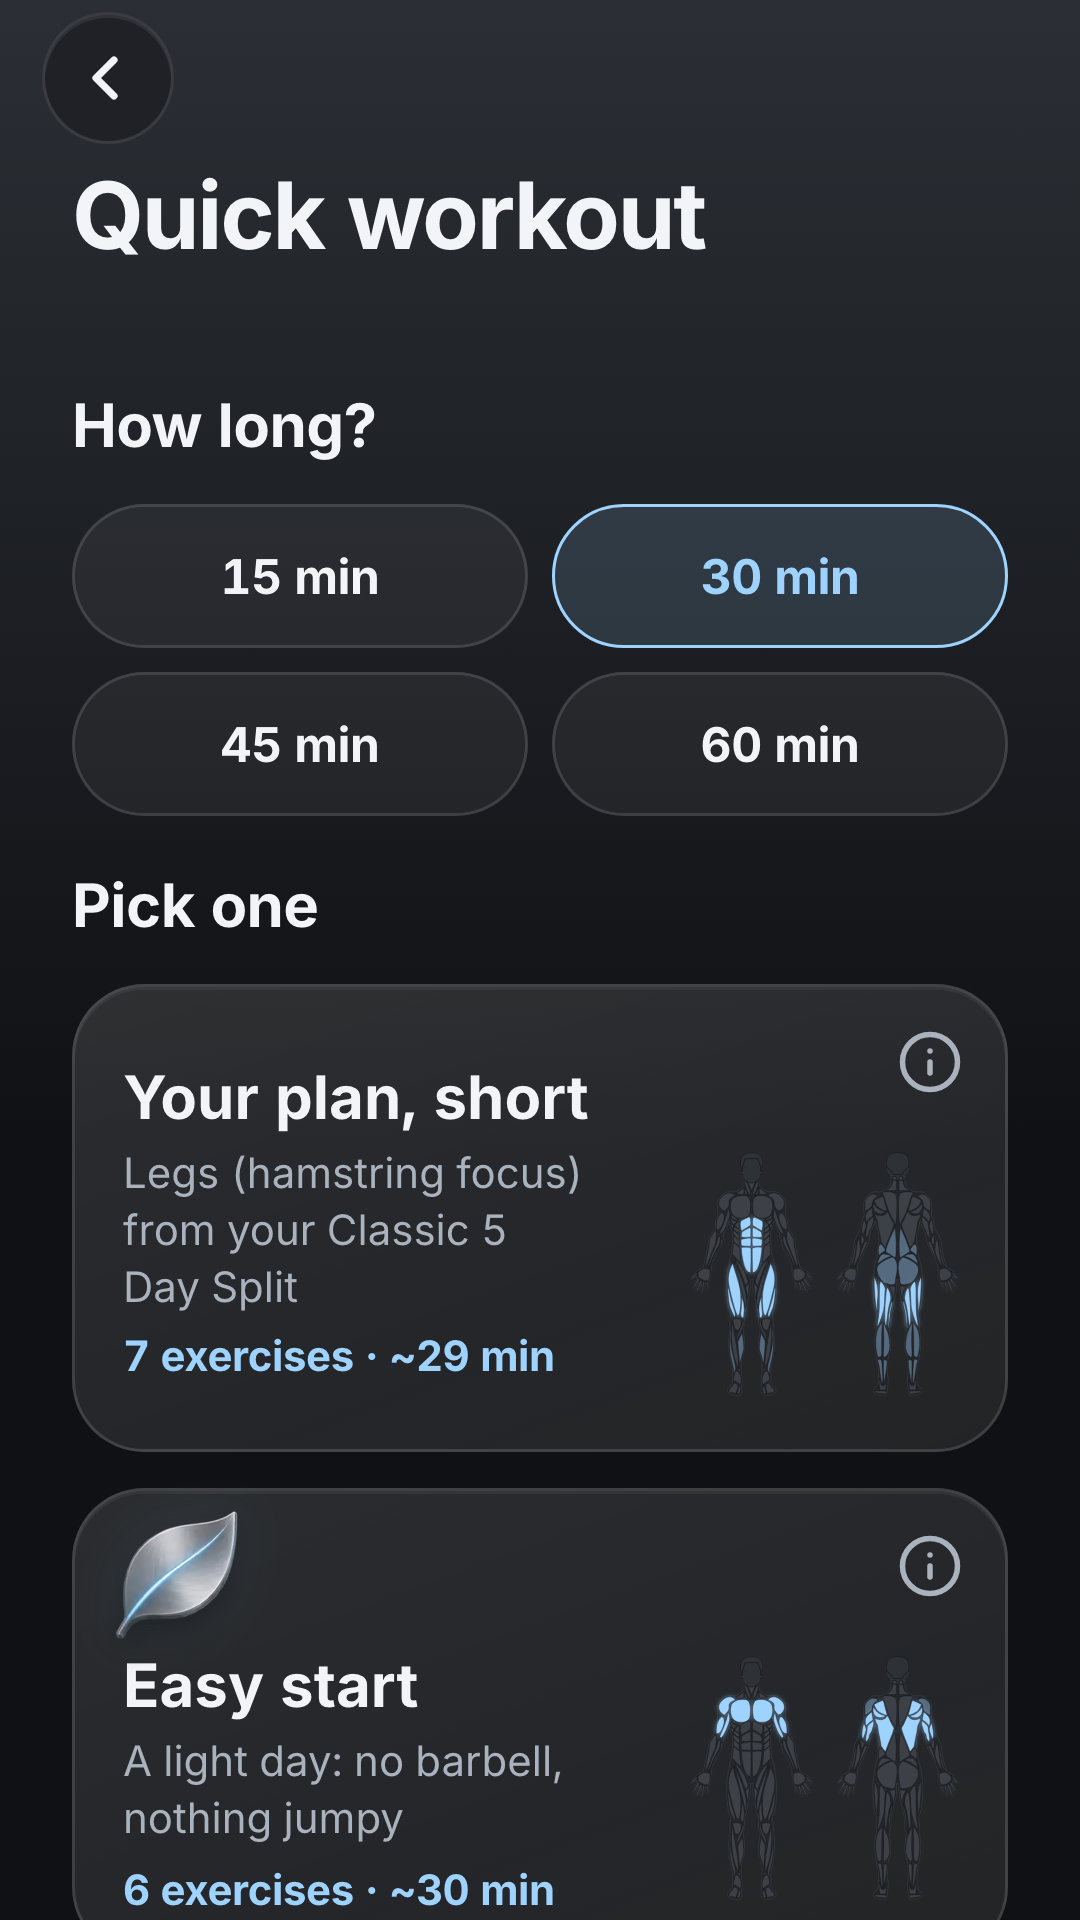 Quick workout
How long?
15 min
30 min
45 min
60 min
Pick one
Your plan, short
Legs (hamstring focus)
from your Classic 5
Day Split
7 exercises · ~29 min
Easy start
A light day: no barbell,
nothing jumpy
6 exercises · ~30 min